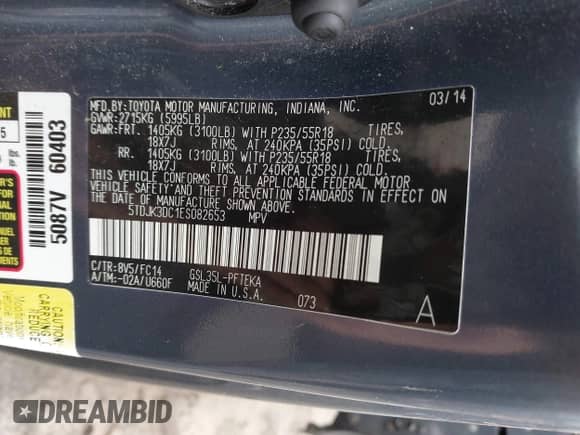 MFD.BY:TOYOTA MOTOR MANUFACTURING, INDIANA, INC. 03/14
GVWR:2715KG (5995LB)
GAWR:FRT. 1405KG (3100LB) WITH P235/55R18 TIRES,
18X7J RIMS, AT 240KPA (35PSI) COLD.
RR. 1405KG (3100LB) WITH P235/55R18 TIRES,
18X7J RIMS, AT 240KPA (35PSI) COLD.
THIS VEHICLE CONFORMS TO ALL APPLICABLE FEDERAL MOTOR
VEHICLE SAFETY AND THEFT PREVENTION STANDARDS IN EFFECT ON
THE DATE OF MANUFACTURE SHOWN ABOVE.
5TDJK3DC1ES082653 MPV
C/TR:8V5/FC14 GSL35L-PFTEKA
A/TM:-02A/U660F MADE IN U.S.A. 073
A
5087V 60403
CAUTION
CARRYING
REDUCE
DREAMBID